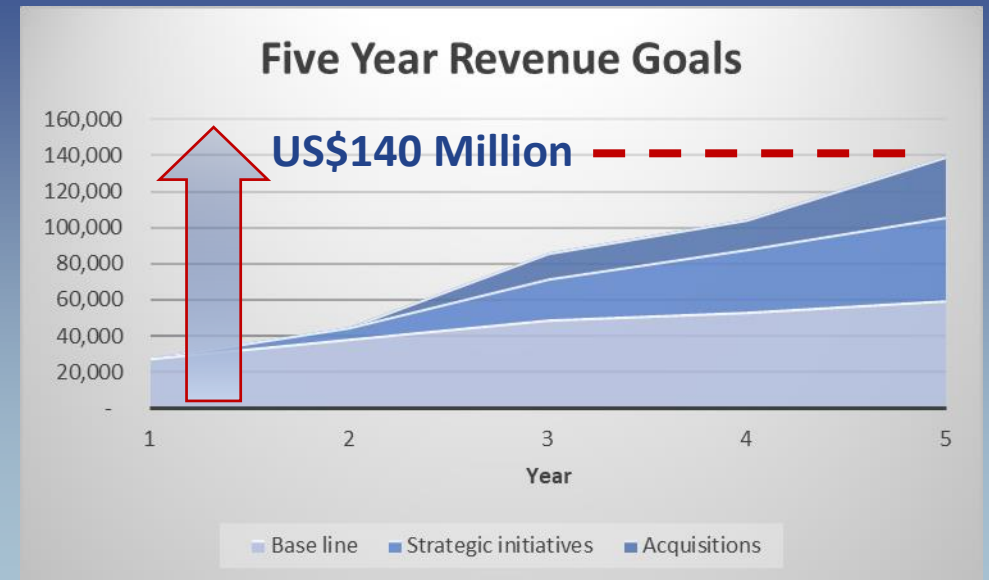 Five Year Revenue Goals
160,000
140,000
120,000
100,000
80,000
60,000
40,000
20,000
-
US$140 Million
1 2 3 4 5
Year
Base line Strategic initiatives Acquisitions